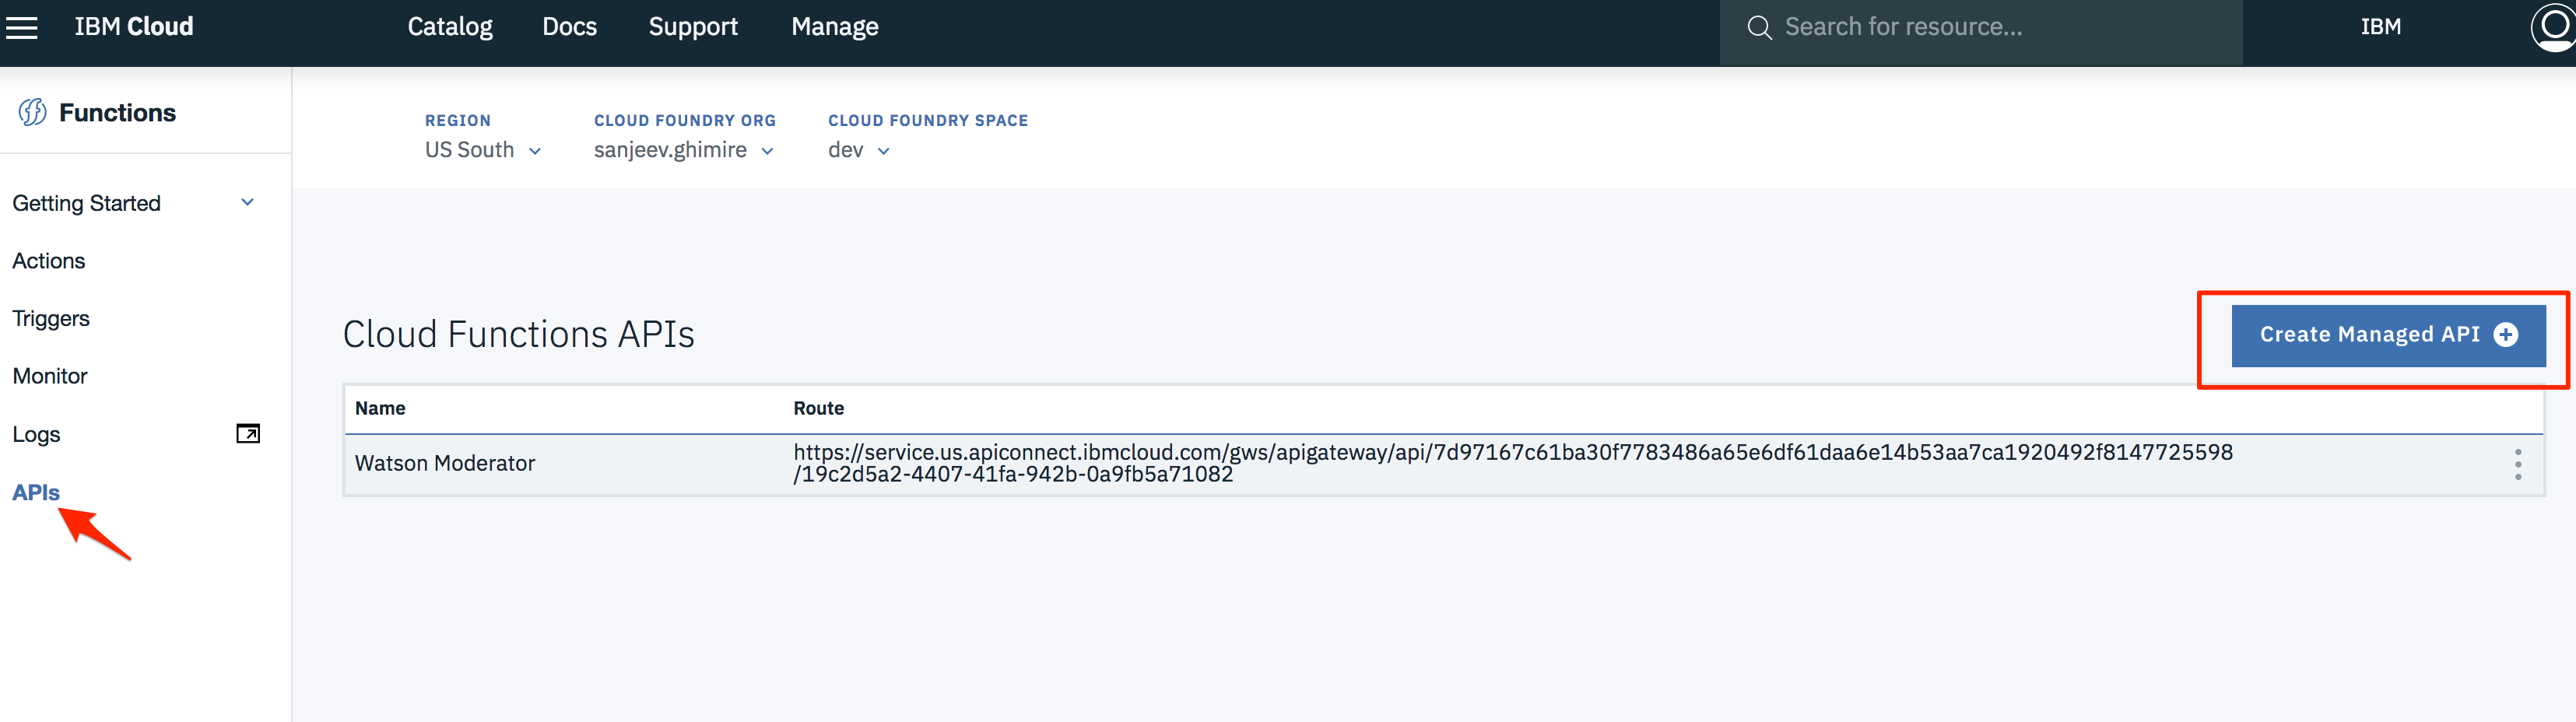 IBM Cloud Catalog Docs Support Manage Search for resource... IBM
Functions
Getting Started
Actions
Triggers
Monitor
Logs
APIs
REGION CLOUD FOUNDRY ORG CLOUD FOUNDRY SPACE
US South sanjeev.ghimire dev
Cloud Functions APIs
Create Managed API
Name Route
Watson Moderator https://service.us.apiconnect.ibmcloud.com/gws/apigateway/api/7d97167c61ba30f7783486a65e6df61daa6e14b53aa7ca1920492f8147725598
/19c2d5a2-4407-41fa-942b-0a9fb5a71082